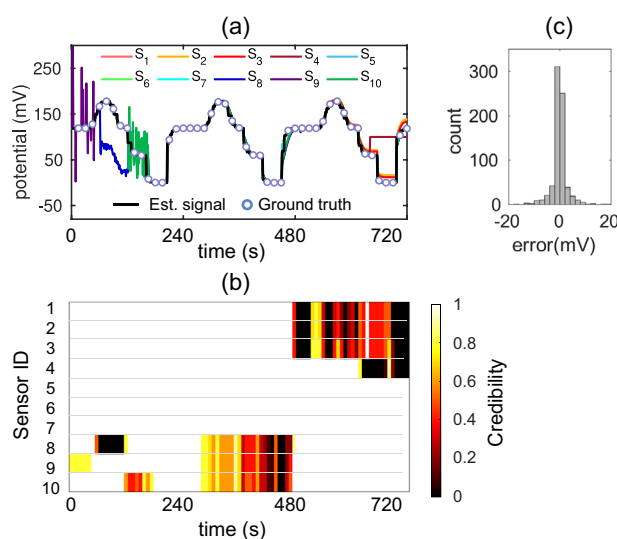 (a)
potential (mV)
250
150
50
-50
S1 S2 S3 S4 S5
S6 S7 S8 S9 S10
Est. signal Ground truth
0 240 480 720
time (s)
(c)
count
300
200
100
0
-20 0 20
error(mV)
(b)
Sensor ID
1
2
3
4
5
6
7
8
9
10
0 240 480 720
time (s)
1
0.8
0.6
0.4
0.2
0
Credibility